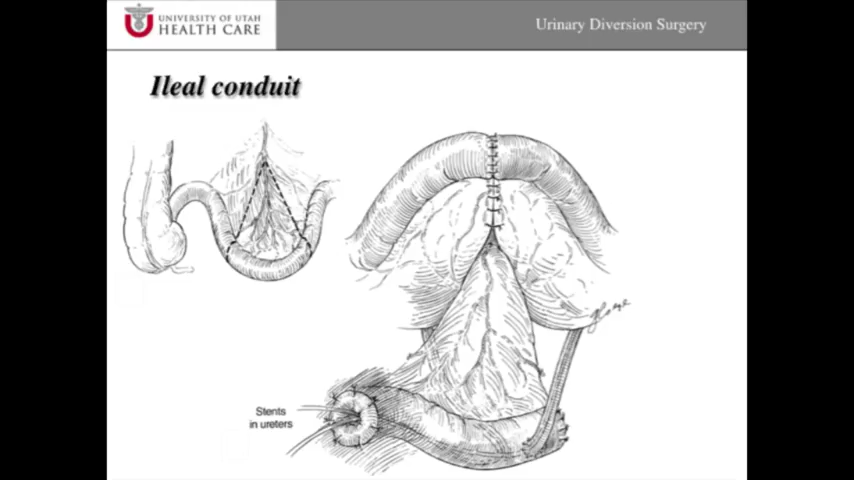 UNIVERSITY OF UTAH
HEALTH CARE
Urinary Diversion Surgery
Ileal conduit
Stents
in ureters